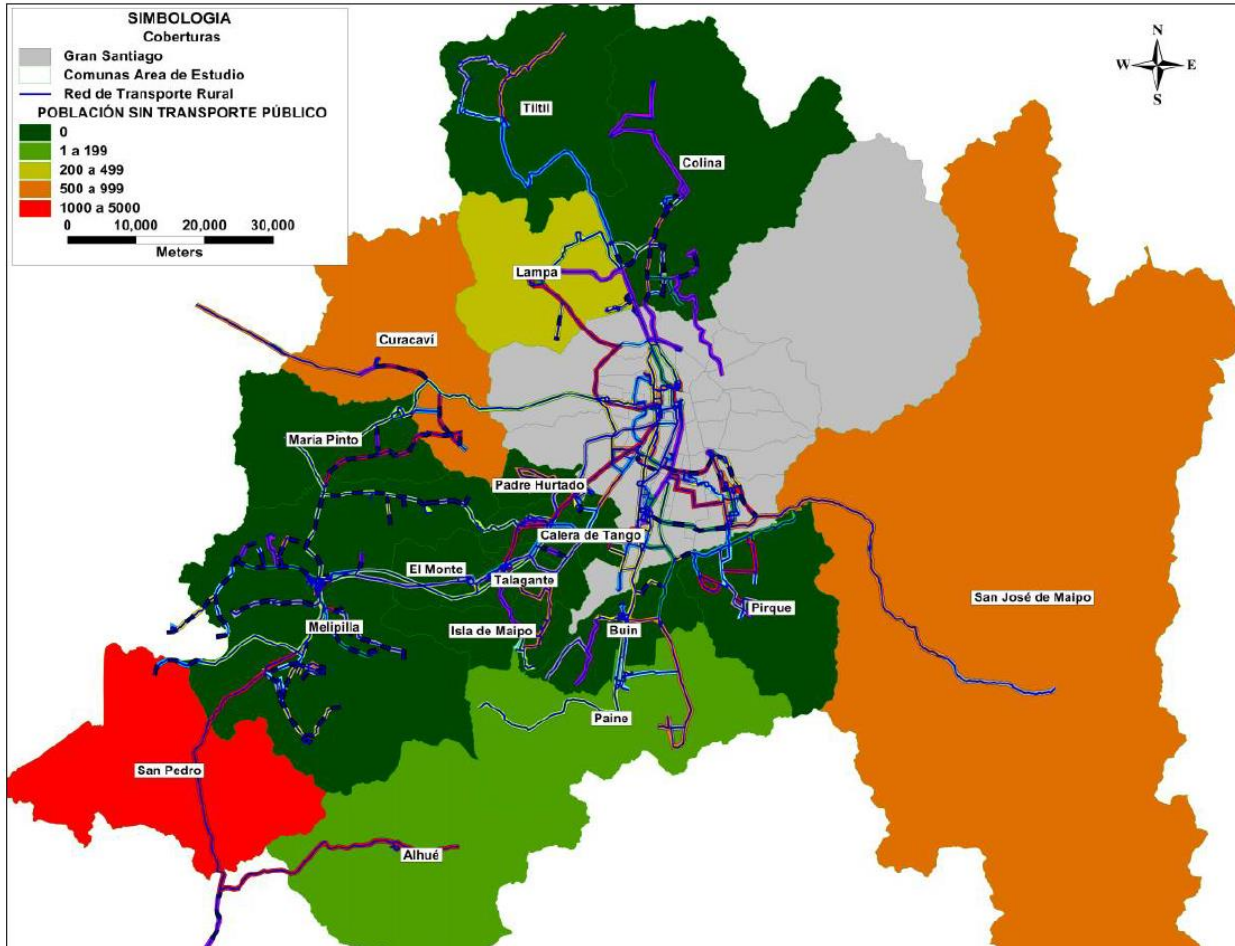 SIMBOLOGIA
Coberturas
Gran Santiago
Comunas Area de Estudio
Red de Transporte Rural
POBLACIÓN SIN TRANSPORTE PÚBLICO
0
1 a 199
200 a 499
500 a 999
1000 a 5000
0 10,000 20,000 30,000
Meters
N
W E
S
Tiltil
Colina
Lampa
Curacavi
Maria Pinto
Padre Hurtado
Calera de Tango
El Monte
Talagante
San José de Maipo
Pirque
Melipilla
Isla de Maipo
Buin
Paine
San Pedro
Alhué